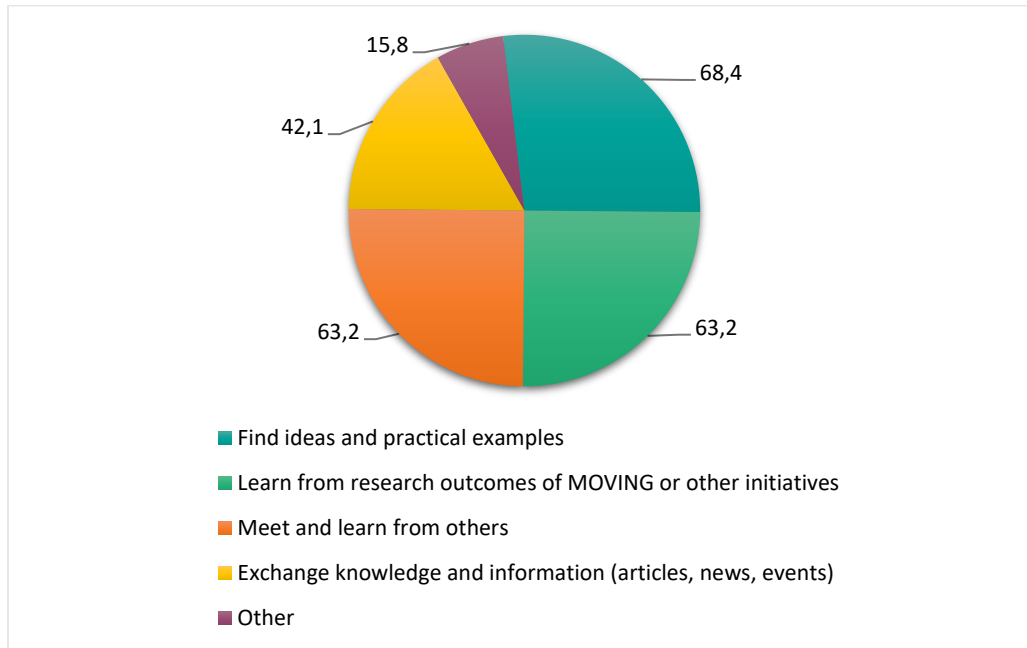 15,8
68,4
42,1
63,2
63,2
Find ideas and practical examples
Learn from research outcomes of MOVING or other initiatives
Meet and learn from others
Exchange knowledge and information (articles, news, events)
Other